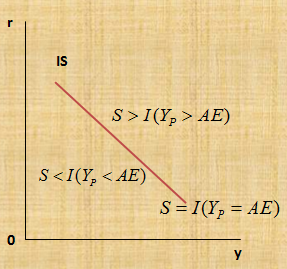 r
IS
S > I(Y_P > AE)
S < I(Y_P < AE)
S = I(Y_P = AE)
0
y